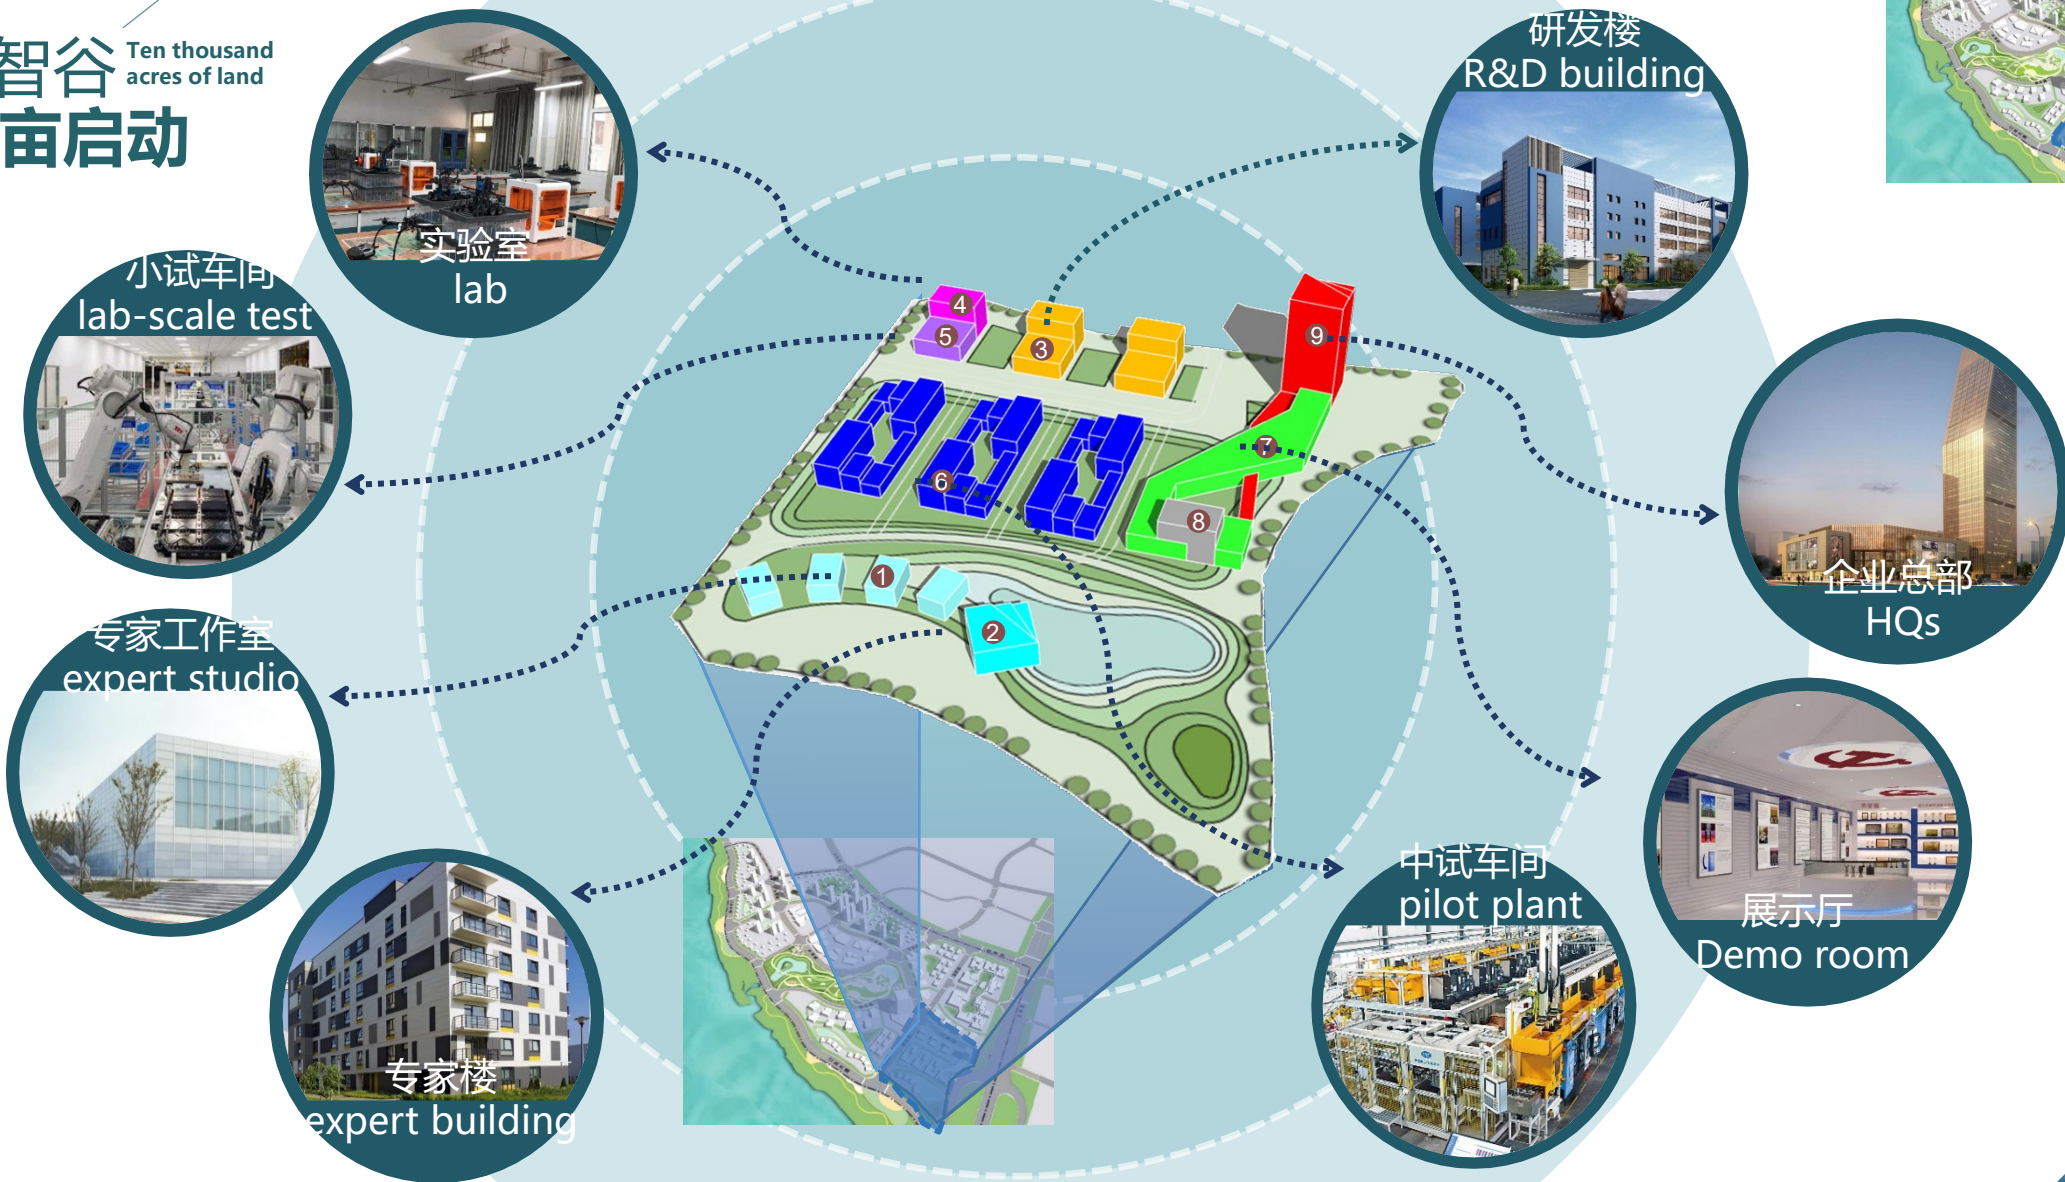 智谷
Ten thousand
acres of land
亩启动
实验室
lab
研发楼
R&D building
小试车间
lab-scale test
4
5
3
9
7
6
8
1
2
企业总部
HQs
专家工作室
expert studio
中试车间
pilot plant
展示厅
Demo room
专家楼
expert building